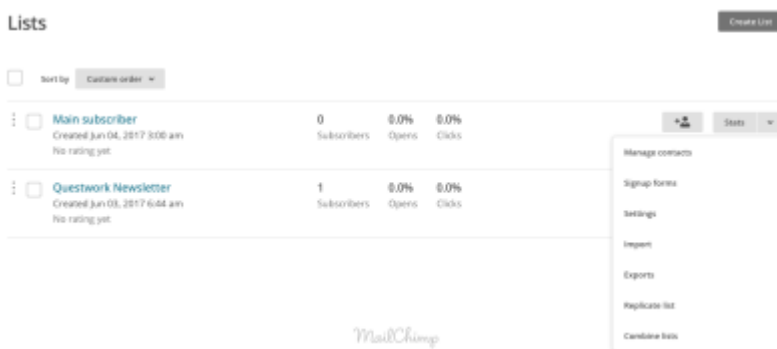 Lists
Create List
Sort by Custom order
Main subscriber 0 0.0% 0.0% Stats
Created Jun 04, 2017 3:00 am Subscribers Opens Clicks
No rating yet
Manage contacts
Signup forms
Questwork Newsletter 1 0.0% 0.0%
Created Jun 03, 2017 6:44 am Subscribers Opens Clicks
No rating yet
Settings
Import
Exports
Replicate list
Combine lists
MailChimp